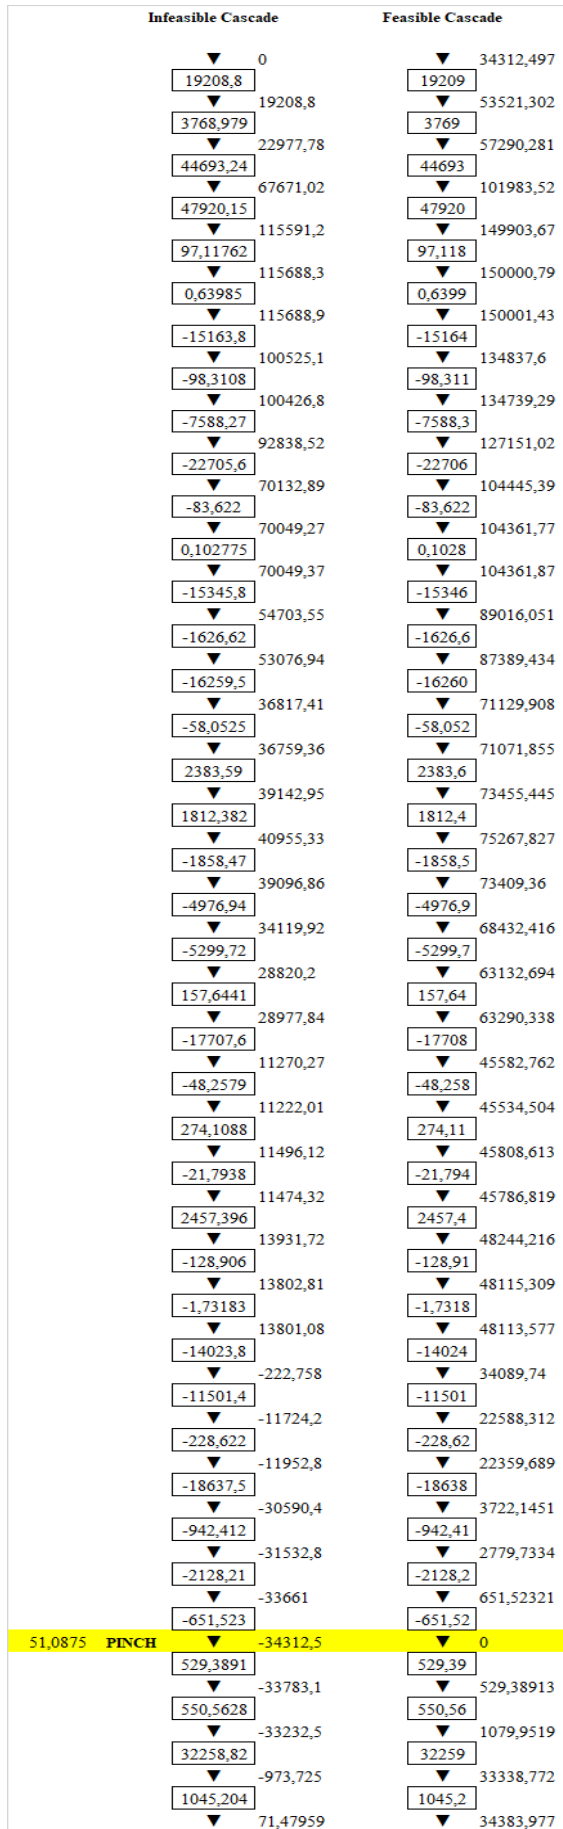 Infeasible Cascade Feasible Cascade
▼ 0 ▼ 34312,497
19208,8 19209
▼ 19208,8 ▼ 53521,302
3768,979 3769
▼ 22977,78 ▼ 57290,281
44693,24 44693
▼ 67671,02 ▼ 101983,52
47920,15 47920
▼ 115591,2 ▼ 149903,67
97,11762 97,118
▼ 115688,3 ▼ 150000,79
0,63985 0,6399
▼ 115688,9 ▼ 150001,43
-15163,8 -15164
▼ 100525,1 ▼ 134837,6
-98,3108 -98,311
▼ 100426,8 ▼ 134739,29
-7588,27 -7588,3
▼ 92838,52 ▼ 127151,02
-22705,6 -22706
▼ 70132,89 ▼ 104445,39
-83,622 -83,622
▼ 70049,27 ▼ 104361,77
0,102775 0,1028
▼ 70049,37 ▼ 104361,87
-15345,8 -15346
▼ 54703,55 ▼ 89016,051
-1626,62 -1626,6
▼ 53076,94 ▼ 87389,434
-16259,5 -16260
▼ 36817,41 ▼ 71129,908
-58,0525 -58,052
▼ 36759,36 ▼ 71071,855
2383,59 2383,6
▼ 39142,95 ▼ 73455,445
1812,382 1812,4
▼ 40955,33 ▼ 75267,827
-1858,47 -1858,5
▼ 39096,86 ▼ 73409,36
-4976,94 -4976,9
▼ 34119,92 ▼ 68432,416
-5299,72 -5299,7
▼ 28820,2 ▼ 63132,694
157,6441 157,64
▼ 28977,84 ▼ 63290,338
-17707,6 -17708
▼ 11270,27 ▼ 45582,762
-48,2579 -48,258
▼ 11222,01 ▼ 45534,504
274,1088 274,11
▼ 11496,12 ▼ 45808,613
-21,7938 -21,794
▼ 11474,32 ▼ 45786,819
2457,396 2457,4
▼ 13931,72 ▼ 48244,216
-128,906 -128,91
▼ 13802,81 ▼ 48115,309
-1,73183 -1,7318
▼ 13801,08 ▼ 48113,577
-14023,8 -14024
▼ -222,758 ▼ 34089,74
-11501,4 -11501
▼ -11724,2 ▼ 22588,312
-228,622 -228,62
▼ -11952,8 ▼ 22359,689
-18637,5 -18638
▼ -30590,4 ▼ 3722,1451
-942,412 -942,41
▼ -31532,8 ▼ 2779,7334
-2128,21 -2128,2
▼ -33661 ▼ 651,52321
-651,523 -651,52
51,0875 PINCH ▼ -34312,5 ▼ 0
529,3891 529,39
▼ -33783,1 ▼ 529,38913
550,5628 550,56
▼ -33232,5 ▼ 1079,9519
32258,82 32259
▼ -973,725 ▼ 33338,772
1045,204 1045,2
▼ 71,47959 ▼ 34383,977